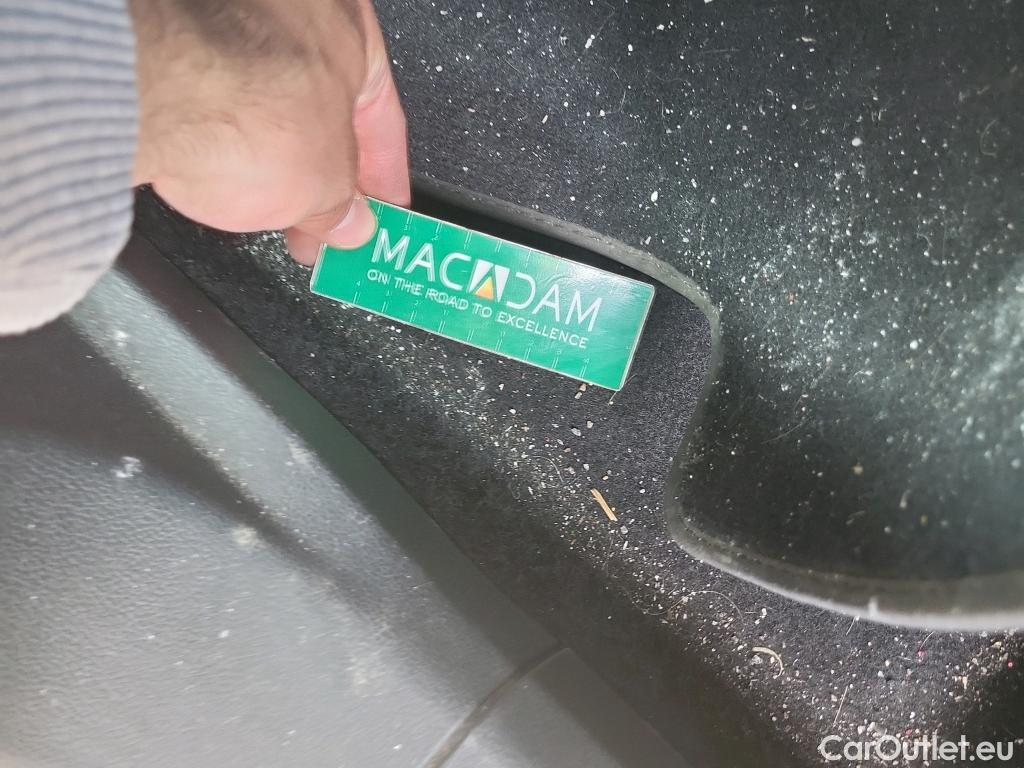 MACADAM
ON THE ROAD TO EXCELLENCE
CarOutlet.eu